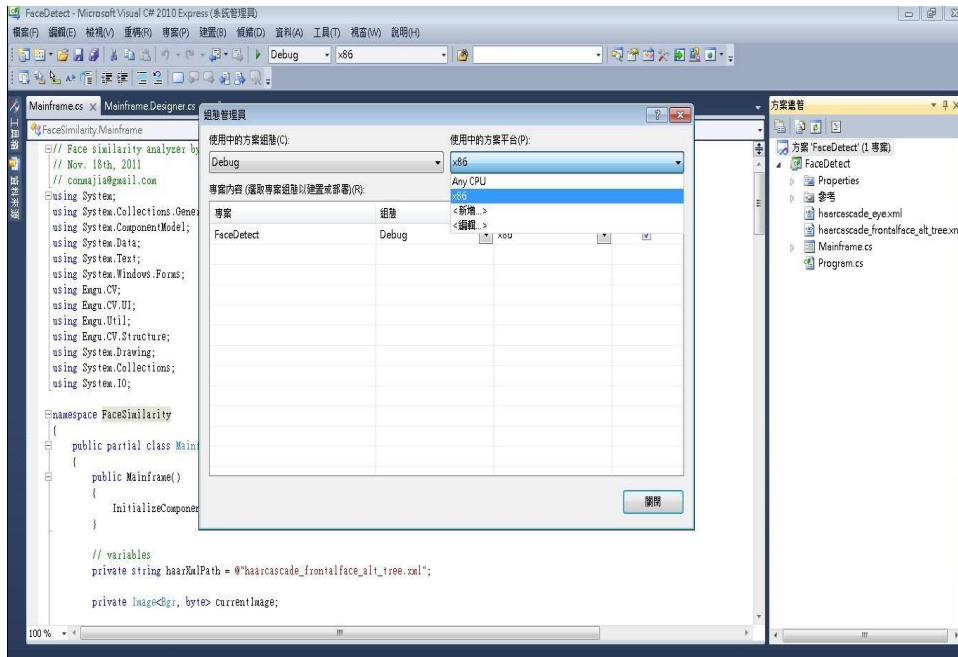 FaceDetect - Microsoft Visual C# 2010 Express (系統管理員)
檔案(F) 編輯(E) 檢視(V) 重構(R) 專案(P) 建置(B) 偵錯(D) 資料(A) 工具(T) 視窗(W) 說明(H)
Debug x86
Mainframe.cs Mainframe.Designer.cs
FaceSimilarity.Mainframe
工具箱
資料來源
// Face similarity analyzer by
// Nov. 18th, 2011
// conmajia@gmail.com
using System;
using System.Collections.Gene
using System.ComponentModel;
using System.Data;
using System.Text;
using System.Windows.Forms;
using Emgu.CV;
using Emgu.CV.UI;
using Emgu.Util;
using Emgu.CV.Structure;
using System.Drawing;
using System.Collections;
using System.IO;
namespace FaceSimilarity
{
public partial class Main
{
public Mainframe()
{
InitializeComponen
}
// variables
private string haarXmlPath = @"haarcascade_frontalface_alt_tree.xml";
private Image<Bgr, byte> currentImage;
100 %
組態管理員
使用中的方案組態(C): 使用中的方案平台(P):
Debug x86
Any CPU
x86
<新增...>
<編輯...>
專案內容 (選取專案組態以建置或部署)(R):
專案 組態
FaceDetect Debug x86
關閉
方案總管
方案 'FaceDetect' (1 專案)
FaceDetect
Properties
參考
haarcascade_eye.xml
haarcascade_frontalface_alt_tree.xm
Mainframe.cs
Program.cs